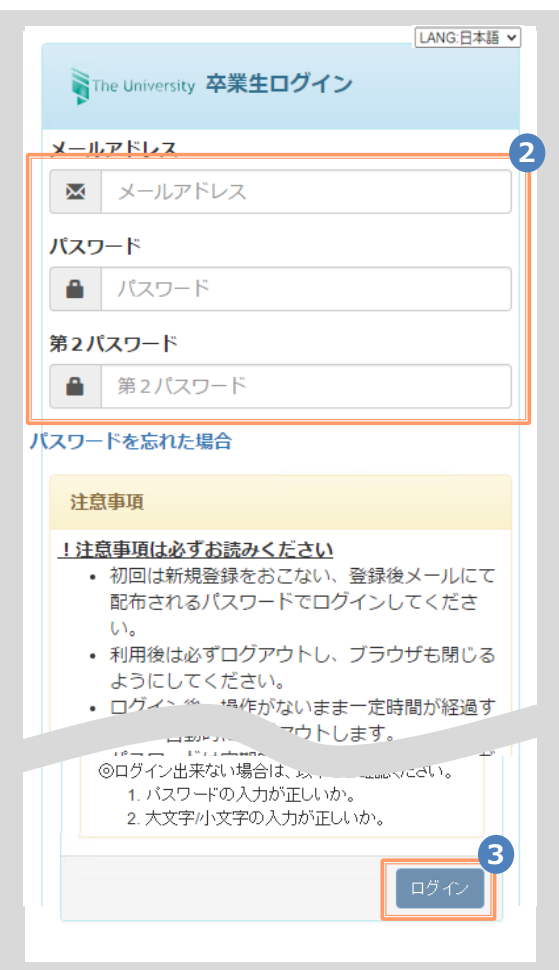 LANG:日本語
The University 卒業生ログイン
メールアドレス
2
メールアドレス
パスワード
パスワード
第2パスワード
第2パスワード
パスワードを忘れた場合
注意事項
！注意事項は必ずお読みください
• 初回は新規登録をおこない、登録後メールにて
配布されるパスワードでログインしてくださ
い。
• 利用後は必ずログアウトし、ブラウザも閉じる
ようにしてください。
• ログイン後、操作がないまま一定時間が経過す
アウトします。
◎ログイン出来ない場合は、
ください。
1. パスワードの入力が正しいか。
2. 大文字/小文字の入力が正しいか。
3
ログイン